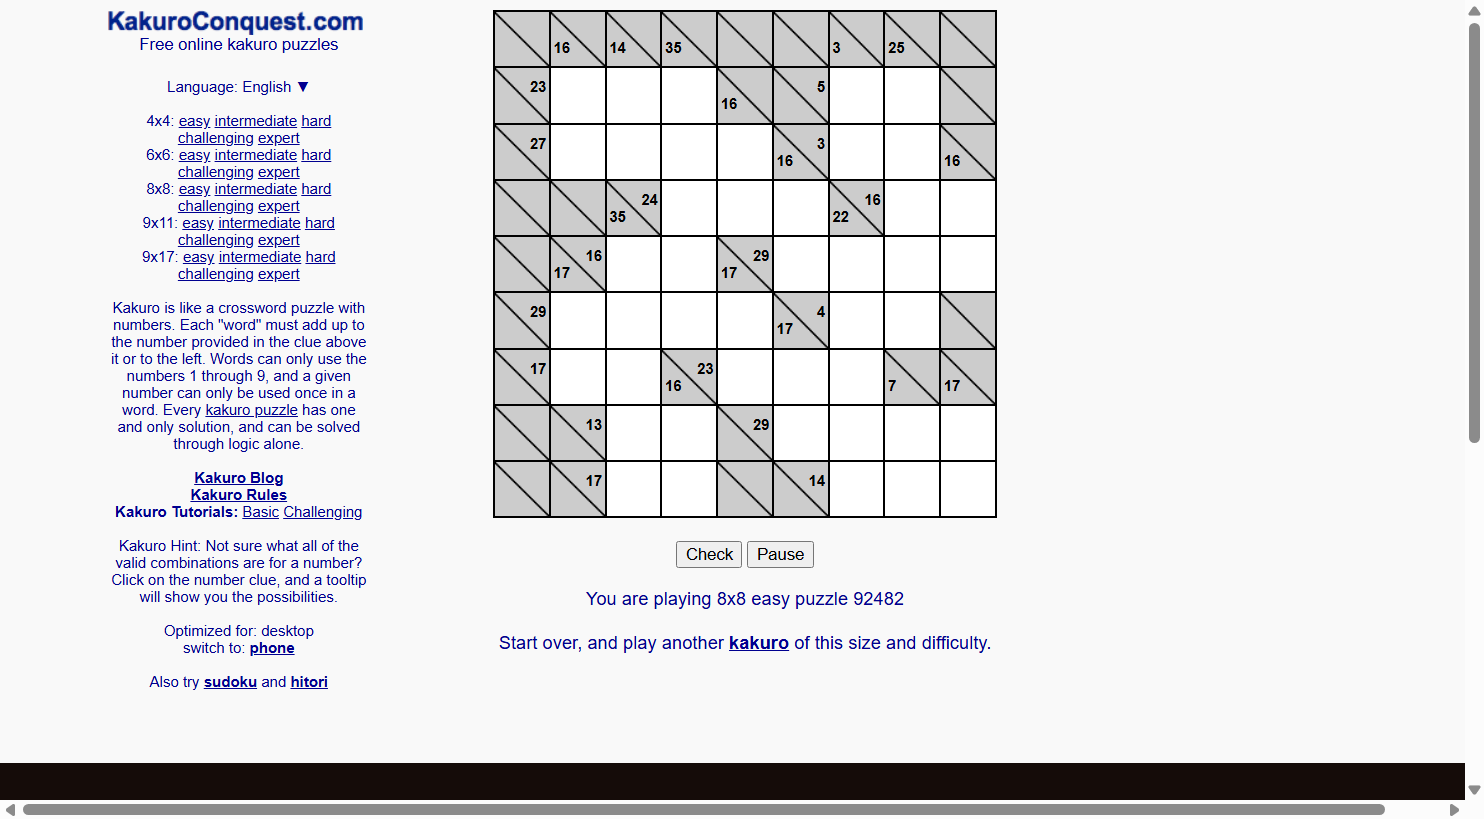 KakuroConquest.com
Free online kakuro puzzles
Language: English ▼
4x4: easy intermediate hard
challenging expert
6x6: easy intermediate hard
challenging expert
8x8: easy intermediate hard
challenging expert
9x11: easy intermediate hard
challenging expert
9x17: easy intermediate hard
challenging expert
Kakuro is like a crossword puzzle with
numbers. Each "word" must add up to
the number provided in the clue above
it or to the left. Words can only use the
numbers 1 through 9, and a given
number can only be used once in a
word. Every kakuro puzzle has one
and only solution, and can be solved
through logic alone.
Kakuro Blog
Kakuro Rules
Kakuro Tutorials: Basic Challenging
Kakuro Hint: Not sure what all of the
valid combinations are for a number?
Click on the number clue, and a tooltip
will show you the possibilities.
Optimized for: desktop
switch to: phone
Also try sudoku and hitori
16 14 35 3 25
23 16 5
27 16 3 16
35 24 22 16
17 16 17 29
29 17 4
17 16 23 7 17
13 29
17 14
Check Pause
You are playing 8x8 easy puzzle 92482
Start over, and play another kakuro of this size and difficulty.